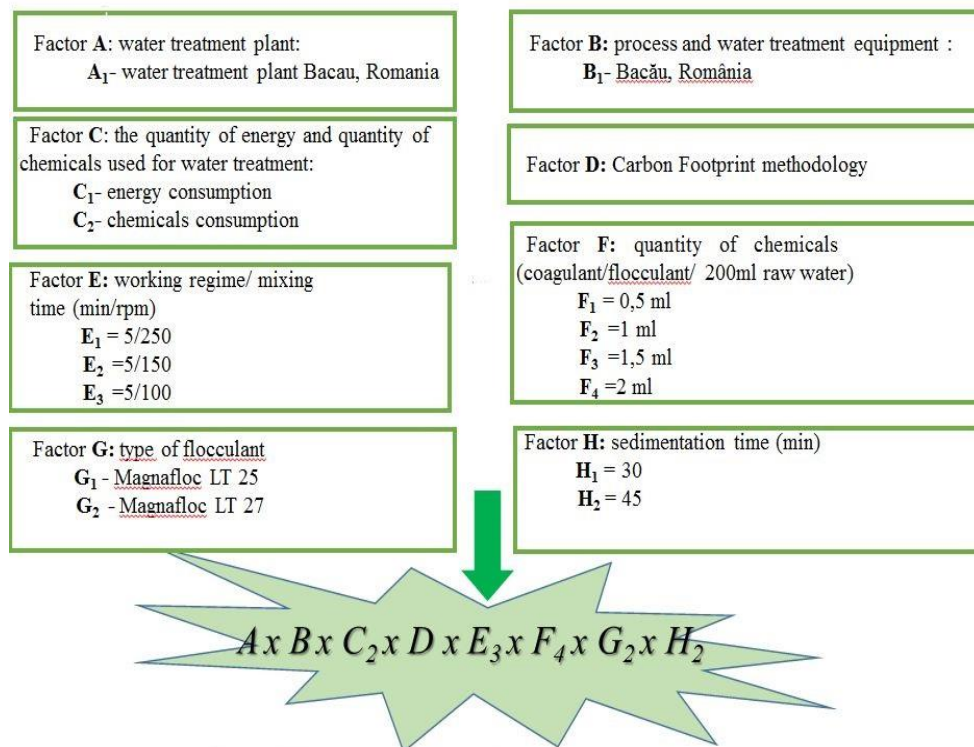 Factor A: water treatment plant:
A₁- water treatment plant Bacau, Romania
Factor B: process and water treatment equipment :
B₁- Bacău, România
Factor C: the quantity of energy and quantity of
chemicals used for water treatment:
C₁- energy consumption
C₂- chemicals consumption
Factor D: Carbon Footprint methodology
Factor E: working regime/ mixing
time (min/rpm)
E₁ = 5/250
E₂ =5/150
E₃ =5/100
Factor F: quantity of chemicals
(coagulant/flocculant/ 200ml raw water)
F₁ = 0,5 ml
F₂ =1 ml
F₃ =1,5 ml
F₄ =2 ml
Factor G: type of flocculant
G₁ - Magnafloc LT 25
G₂ - Magnafloc LT 27
Factor H: sedimentation time (min)
H₁ = 30
H₂ = 45
A x B x C₂ x D x E₃ x F₄ x G₂ x H₂